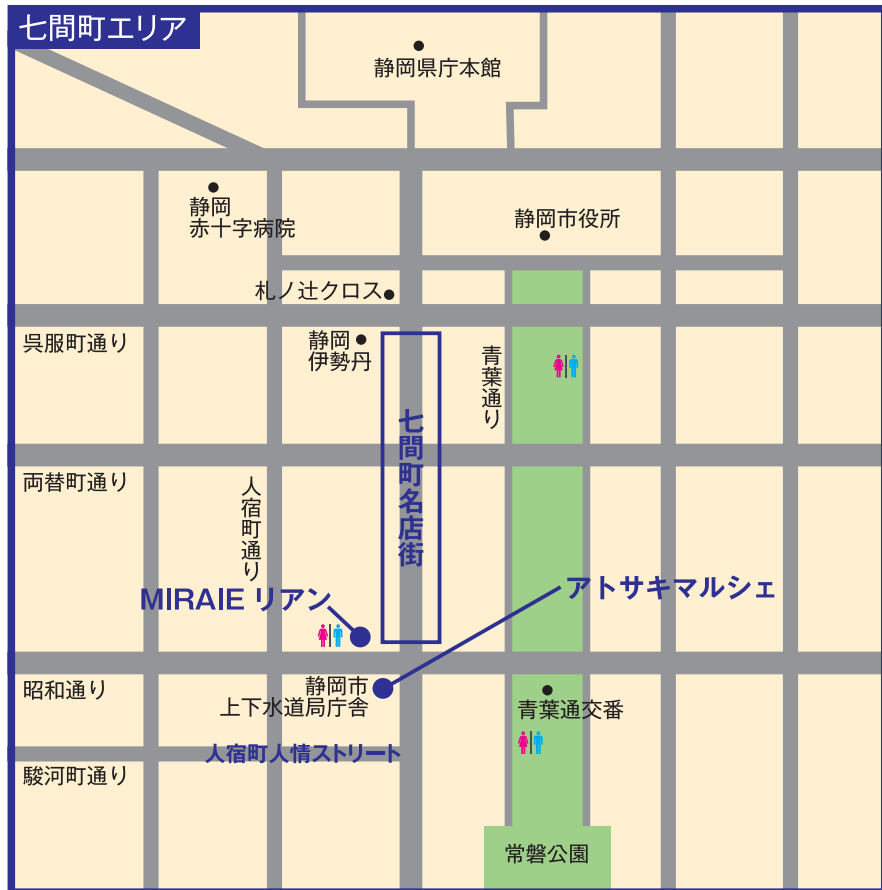 七間町エリア
静岡県庁本館
静岡
赤十字病院
静岡市役所
札ノ辻クロス
呉服町通り
静岡
伊勢丹
青葉通り
七間町名店街
両替町通り
人宿町通り
MIRAIE リアン
アトサキマルシェ
昭和通り
静岡市
上下水道局庁舎
青葉通交番
人宿町人情ストリート
駿河町通り
常磐公園